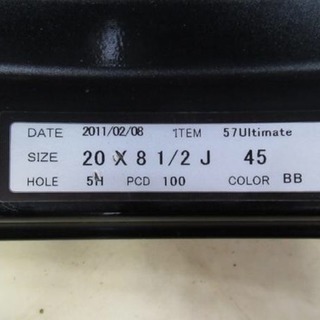 DATE 2011/02/08 ITEM 57Ultimate
SIZE 20 X 8 1/2 J 45
HOLE 5H PCD 100 COLOR BB